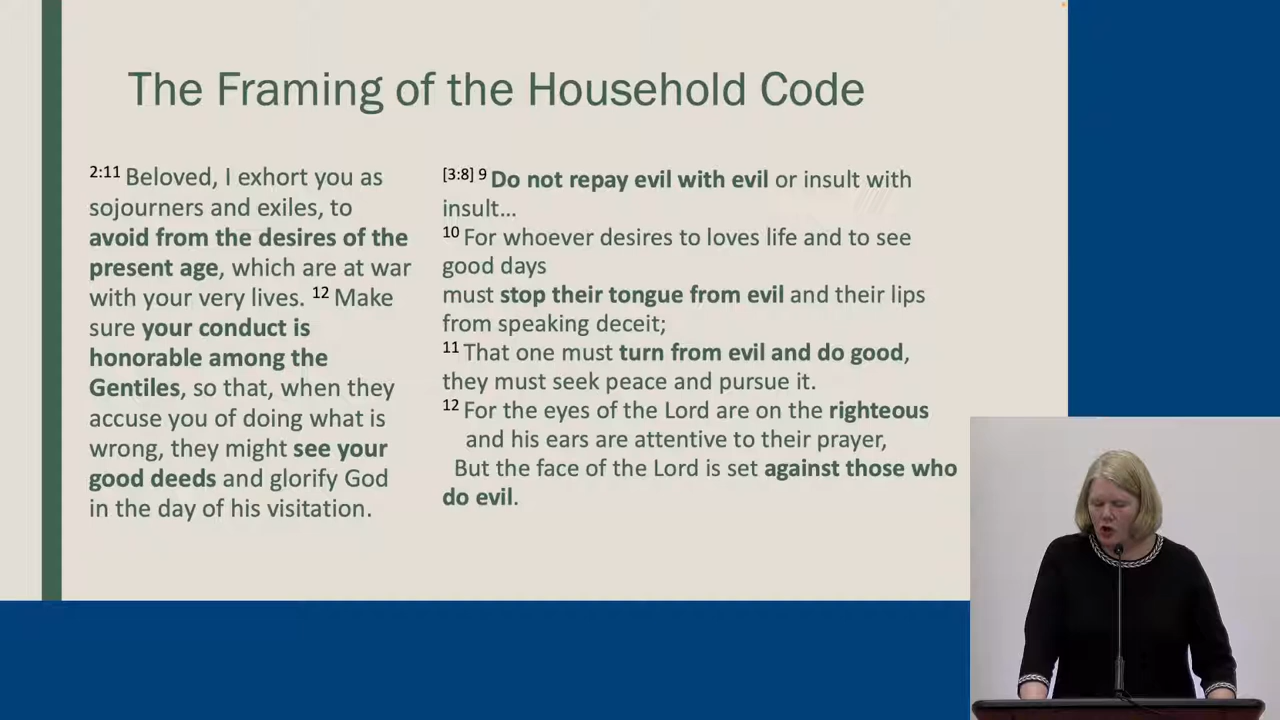 The Framing of the Household Code
2:11 Beloved, I exhort you as
sojourners and exiles, to
avoid from the desires of the
present age, which are at war
with your very lives. 12 Make
sure your conduct is
honorable among the
Gentiles, so that, when they
accuse you of doing what is
wrong, they might see your
good deeds and glorify God
in the day of his visitation.
[3:8] 9 Do not repay evil with evil or insult with
insult…
10 For whoever desires to loves life and to see
good days
must stop their tongue from evil and their lips
from speaking deceit;
11 That one must turn from evil and do good,
they must seek peace and pursue it.
12 For the eyes of the Lord are on the righteous
and his ears are attentive to their prayer,
But the face of the Lord is set against those who
do evil.